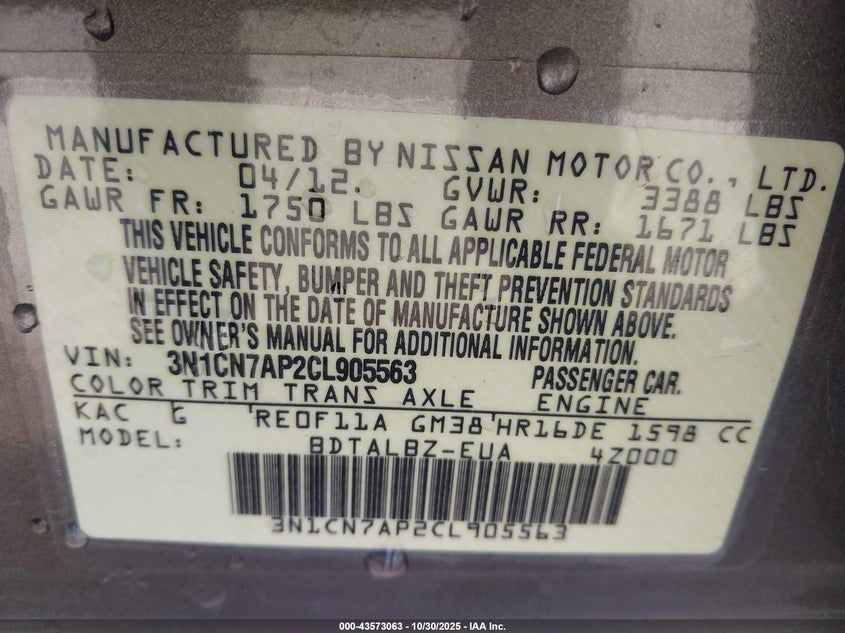 MANUFACTURED BY NISSAN MOTOR CO., LTD.
DATE: 04/12. GVWR: 3388 LBS
GAWR FR: 1750 LBS GAWR RR: 1671 LBS
THIS VEHICLE CONFORMS TO ALL APPLICABLE FEDERAL MOTOR
VEHICLE SAFETY, BUMPER AND THEFT PREVENTION STANDARDS
IN EFFECT ON THE DATE OF MANUFACTURE SHOWN ABOVE.
SEE OWNER'S MANUAL FOR ADDITIONAL INFORMATION.
VIN: 3N1CN7AP2CL905563 PASSENGER CAR.
COLOR TRIM TRANS AXLE ENGINE
KAC G 'RE0F11A GM38'HR16DE 1598 CC
MODEL: BDTALBZ-EUA 4Z000
3N1CN7AP2CL905563
000-43573063 - 10/30/2025 - IAA Inc.